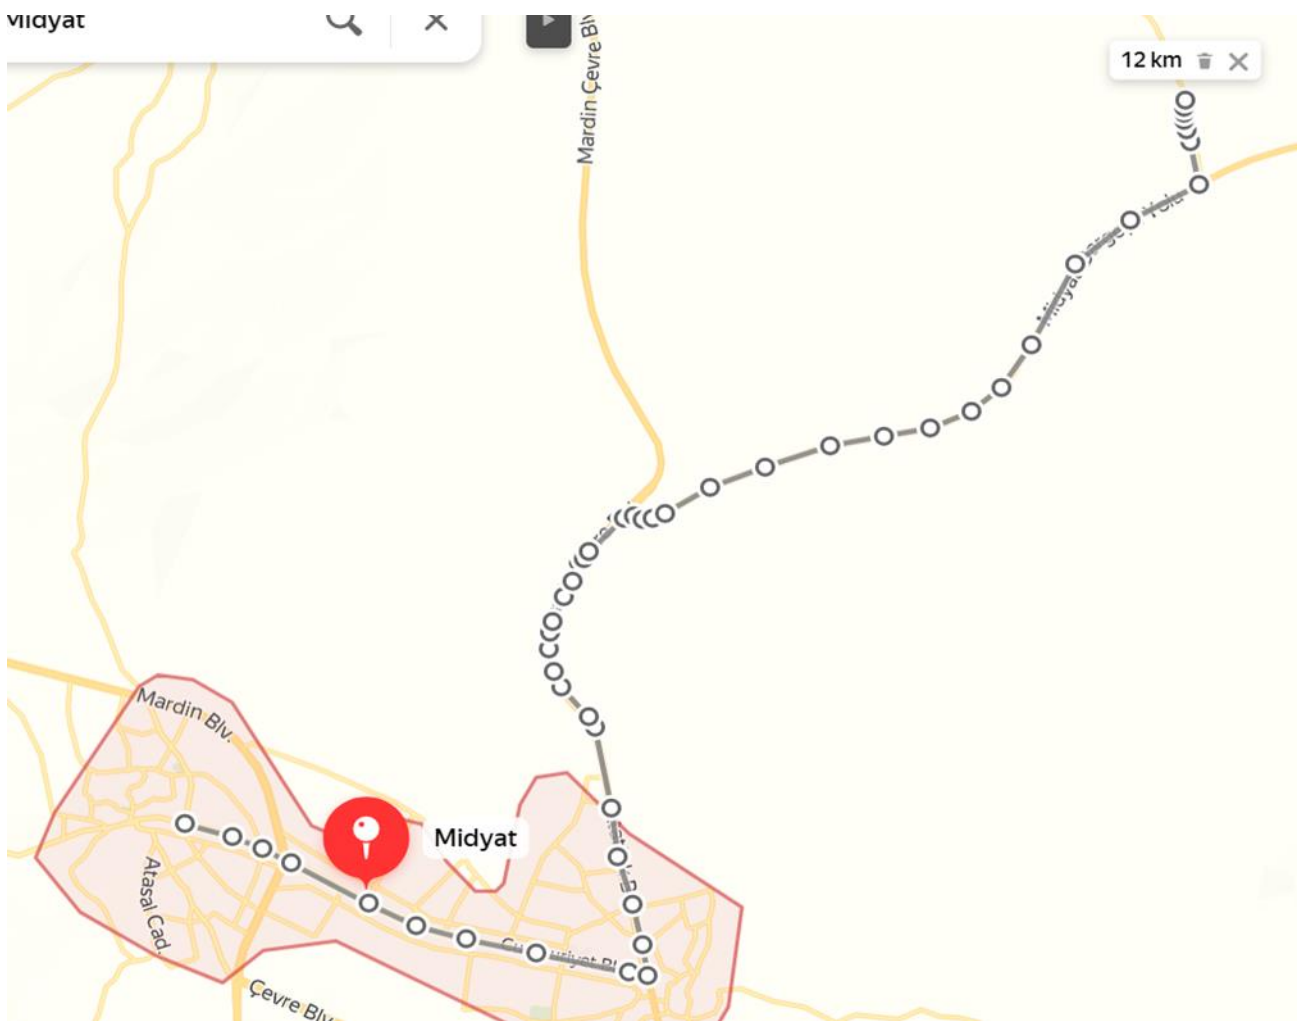 Midyat
12 km
Mardin Çevre Blv
Mardin Blv.
Midyat
Atasal Cad.
Çevre Blv.